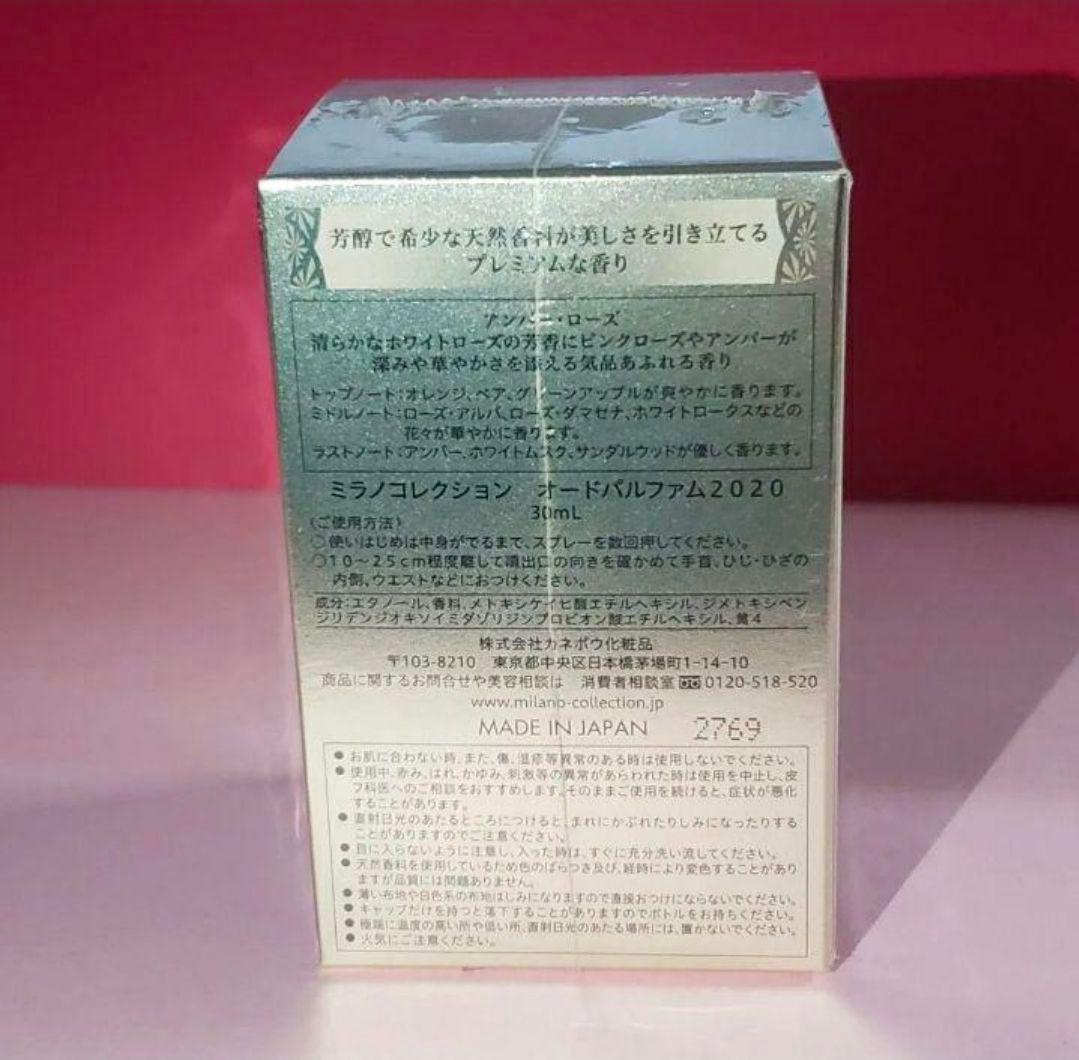 芳醇で希少な天然香料が美しさを引き立てる
プレミアムな香り
アンバー・ローズ
清らかなホワイトローズの芳香にピンクローズやアンバーが
深みや華やかさを添える気品あふれる香り
トップノート：オレンジ、ペア、グリーンアップルが爽やかに香ります。
ミドルノート：ローズ・アルバ、ローズ・ダマセナ、ホワイトロータスなどの
花々が華やかに香ります。
ラストノート：アンバー、ホワイトムスク、サンダルウッドが優しく香ります。
ミラノコレクション　オードパルファム2020
30mL
〈ご使用方法〉
○使いはじめは中身がでるまで、スプレーを数回押してください。
○10～25cm程度離して噴出口の向きを確かめて手首、ひじ・ひざの
内側、ウエストなどにおつけください。
成分：エタノール、香料、メトキシケイヒ酸エチルヘキシル、ジメトキシベン
ジリデンジオキソイミダゾリジンプロピオン酸エチルヘキシル、黄4
株式会社カネボウ化粧品
〒103-8210　東京都中央区日本橋茅場町1-14-10
商品に関するお問合せや美容相談は　消費者相談室 0120-518-520
www.milano-collection.jp
MADE IN JAPAN 2769
●お肌に合わない時、また、傷、湿疹等異常のある時は使用しないでください。
●使用中、赤み、はれ、かゆみ、刺激等の異常があらわれた時は使用を中止し、皮
フ科医へのご相談をおすすめします。そのままご使用を続けると、症状が悪化
することがあります。
●直射日光のあたるところにつけると、まれにかぶれたりしみになったりする
ことがありますのでご注意ください。
●目に入らないように注意し、入った時は、すぐに充分洗い流してください。
●天然香料を使用しているため色のばらつき及び、経時により変色することがあり
ますが品質には問題ありません。
●薄い布地や白色系の布地はしみになりますので直接おつけにならないでください。
●キャップだけを持つと落下することがありますのでボトルをお持ちください。
●極端に温度の高い所や低い所、直射日光のあたる場所には、置かないでください。
●火気にご注意ください。